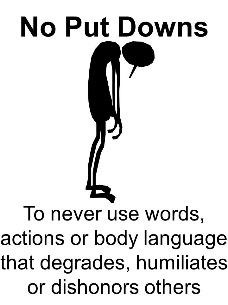 No Put Downs
To never use words,
actions or body language
that degrades, humiliates
or dishonors others